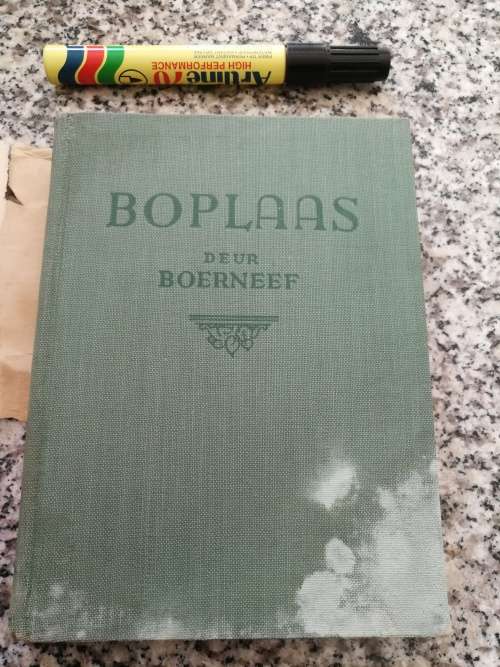 Artline 70
HIGH PERFORMANCE
BOPLAAS
DEUR
BOERNEEF